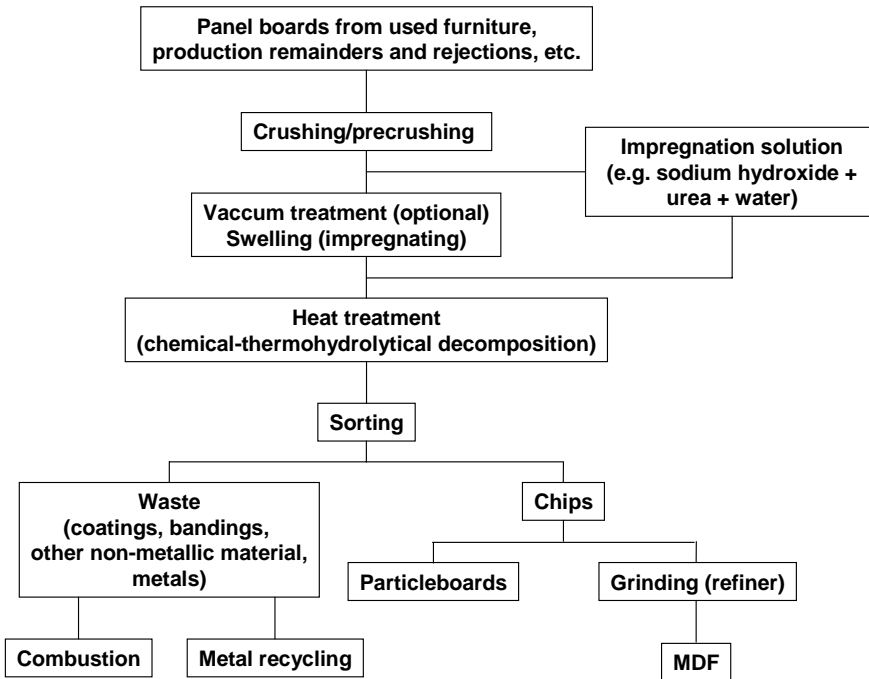 Panel boards from used furniture,
production remainders and rejections, etc.
Crushing/precrushing
Impregnation solution
(e.g. sodium hydroxide +
urea + water)
Vaccum treatment (optional)
Swelling (impregnating)
Heat treatment
(chemical-thermohydrolytical decomposition)
Sorting
Waste
(coatings, bandings,
other non-metallic material,
metals)
Chips
Particleboards
Grinding (refiner)
Combustion
Metal recycling
MDF